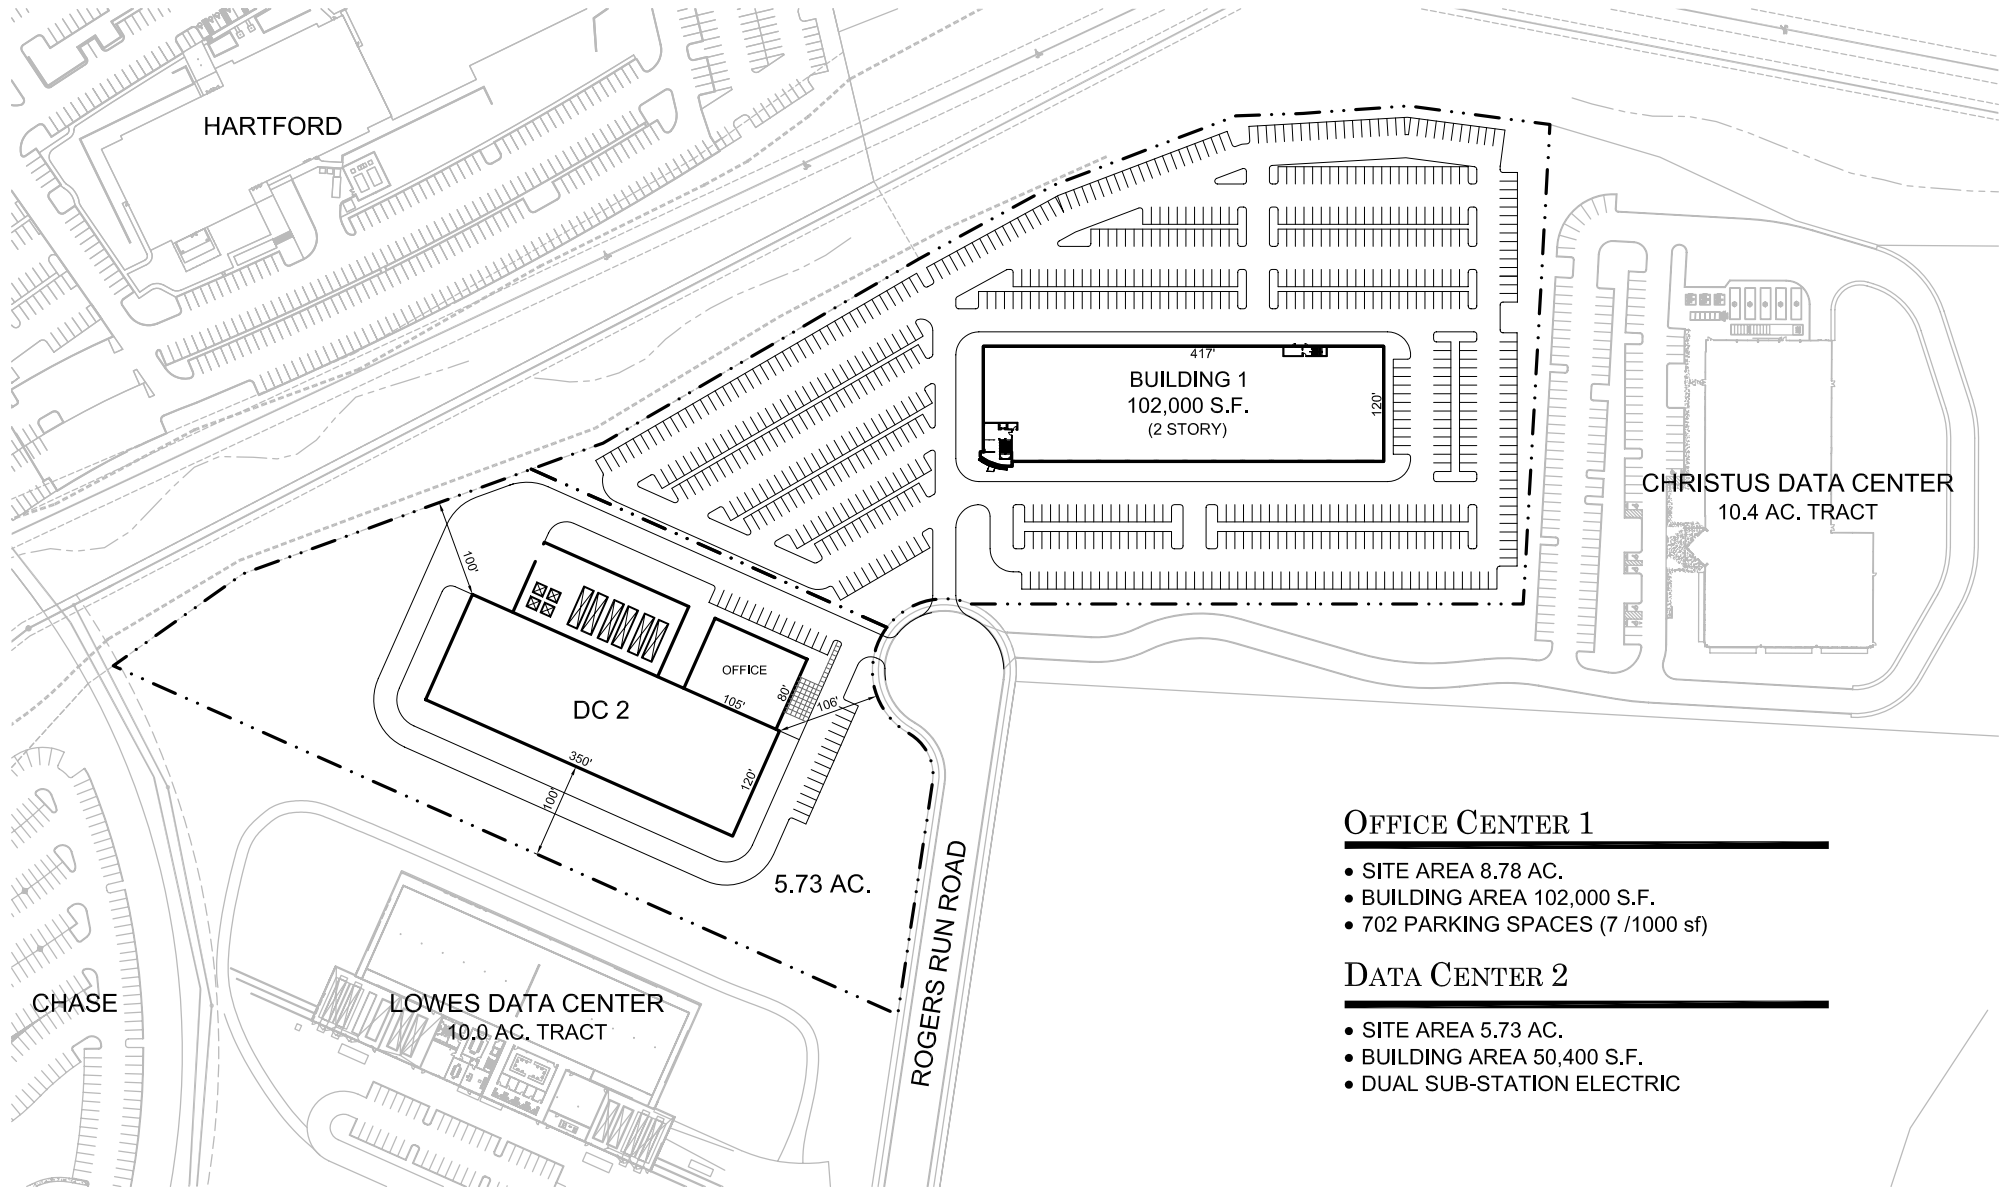 HARTFORD
417'
BUILDING 1
102,000 S.F.
(2 STORY)
120'
CHRISTUS DATA CENTER
10.4 AC. TRACT
100'
OFFICE
80'
105'
106'
DC 2
350'
120'
100'
5.73 AC.
ROGERS RUN ROAD
CHASE
LOWES DATA CENTER
10.0 AC. TRACT
OFFICE CENTER 1
• SITE AREA 8.78 AC.
• BUILDING AREA 102,000 S.F.
• 702 PARKING SPACES (7 /1000 sf)
DATA CENTER 2
• SITE AREA 5.73 AC.
• BUILDING AREA 50,400 S.F.
• DUAL SUB-STATION ELECTRIC